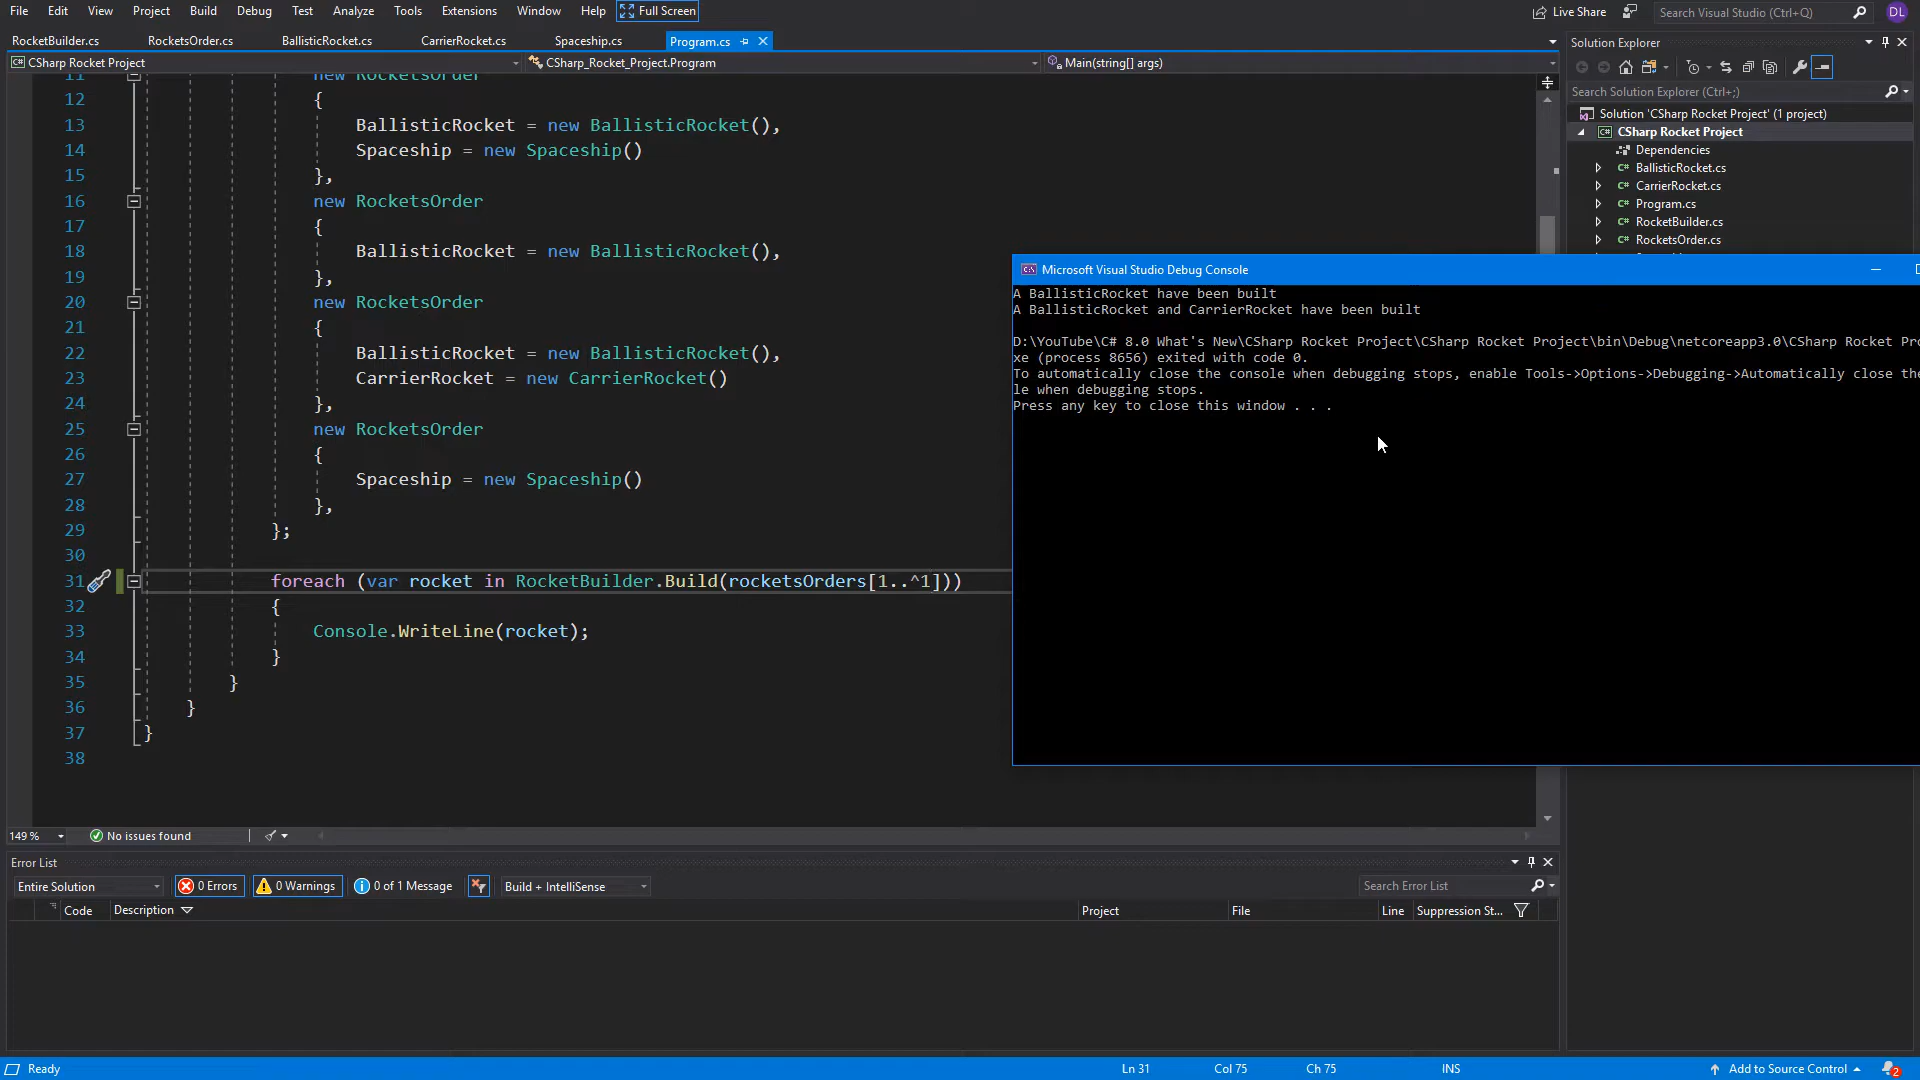 File Edit View Project Build Debug Test Analyze Tools Extensions Window Help Full Screen Live Share Search Visual Studio (Ctrl+Q) DL
RocketBuilder.cs RocketsOrder.cs BallisticRocket.cs CarrierRocket.cs Spaceship.cs Program.cs
C# CSharp Rocket Project CSharp_Rocket_Project.Program Main(string[] args)
11 new RocketsOrder
12 {
13 BallisticRocket = new BallisticRocket(),
14 Spaceship = new Spaceship()
15 },
16 new RocketsOrder
17 {
18 BallisticRocket = new BallisticRocket(),
19 },
20 new RocketsOrder
21 {
22 BallisticRocket = new BallisticRocket(),
23 CarrierRocket = new CarrierRocket()
24 },
25 new RocketsOrder
26 {
27 Spaceship = new Spaceship()
28 },
29 };
30
31 foreach (var rocket in RocketBuilder.Build(rocketsOrders[1..^1]))
32 {
33 Console.WriteLine(rocket);
34 }
35 }
36 }
37 }
38
149 % No issues found
Solution Explorer
Search Solution Explorer (Ctrl+;)
Solution 'CSharp Rocket Project' (1 project)
C# CSharp Rocket Project
Dependencies
C# BallisticRocket.cs
C# CarrierRocket.cs
C# Program.cs
C# RocketBuilder.cs
C# RocketsOrder.cs
C:\ Microsoft Visual Studio Debug Console
A BallisticRocket have been built
A BallisticRocket and CarrierRocket have been built
D:\YouTube\C# 8.0 What's New\CSharp Rocket Project\CSharp Rocket Project\bin\Debug\netcoreapp3.0\CSharp Rocket Pro
xe (process 8656) exited with code 0.
To automatically close the console when debugging stops, enable Tools->Options->Debugging->Automatically close the
le when debugging stops.
Press any key to close this window . . .
Error List
Entire Solution 0 Errors 0 Warnings 0 of 1 Message Build + IntelliSense Search Error List
Code Description Project File Line Suppression St...
Ready Ln 31 Col 75 Ch 75 INS Add to Source Control 2